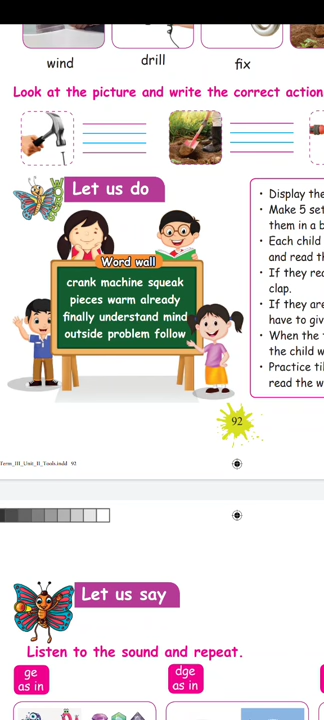 wind drill fix
Look at the picture and write the correct action
Let us do
Word wall
crank machine squeak
pieces warm already
finally understand mind
outside problem follow
• Display the
• Make 5 set
them in a b
• Each child
and read th
• If they rea
clap.
• If they are
have to giv
• When the
the child w
• Practice til
read the w
92
Term_III_Unit_II_Tools.indd 92
Let us say
Listen to the sound and repeat.
ge
as in
dge
as in